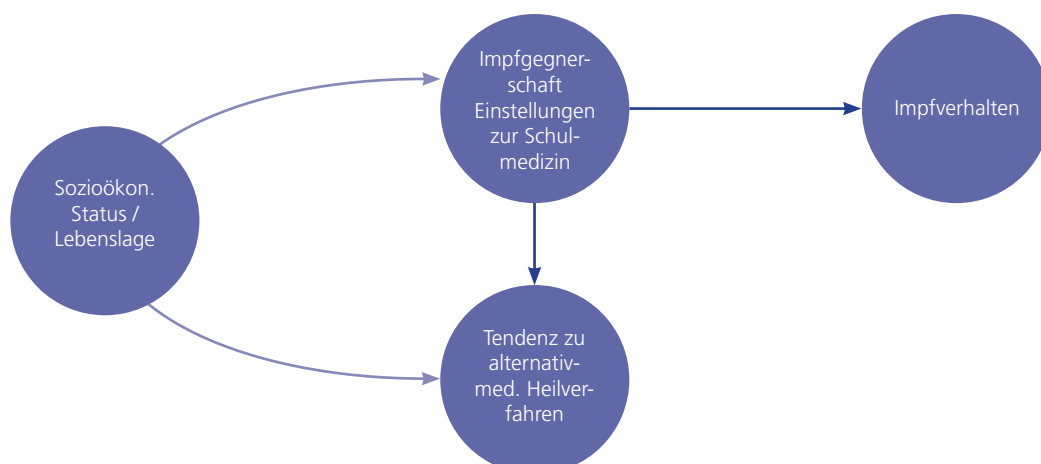 Impfgegner-
schaft
Einstellungen
zur Schul-
medizin
Impfverhalten
Sozioökon.
Status /
Lebenslage
Tendenz zu
alternativ-
med. Heilver-
fahren